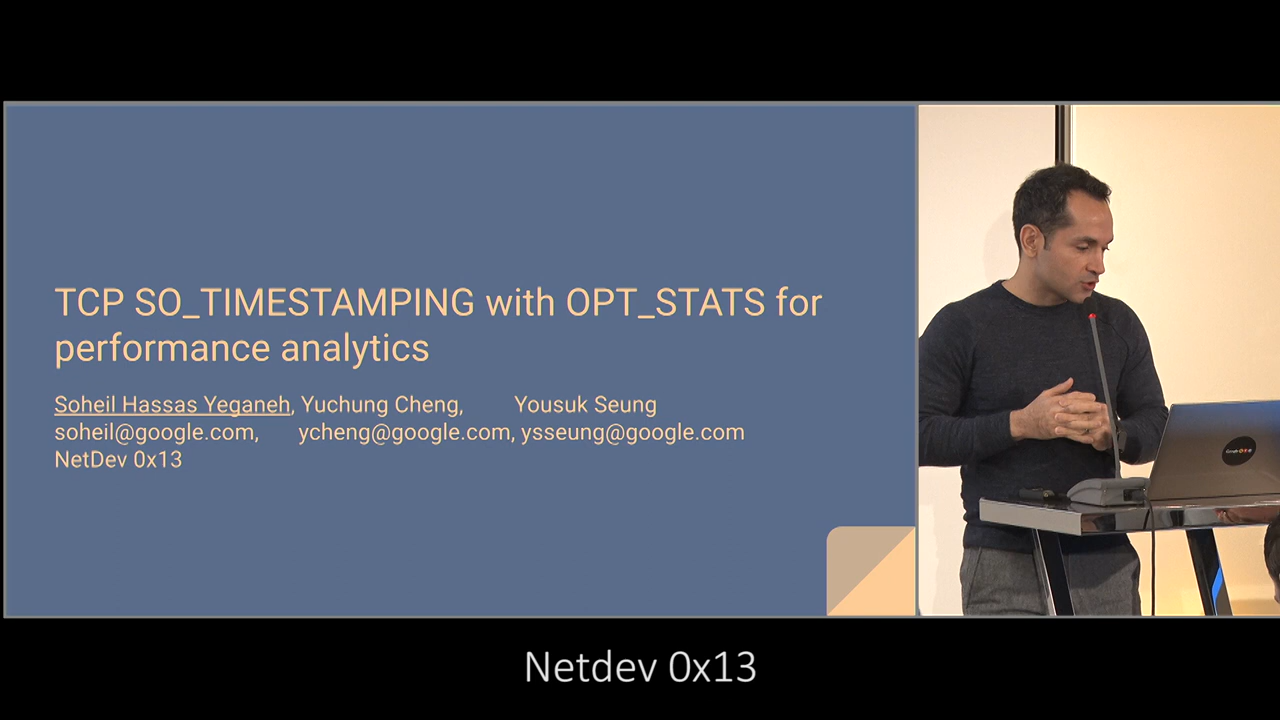 TCP SO_TIMESTAMPING with OPT_STATS for
performance analytics
Soheil Hassas Yeganeh, Yuchung Cheng, Yousuk Seung
soheil@google.com, ycheng@google.com, ysseung@google.com
NetDev 0x13
Google
Netdev 0x13